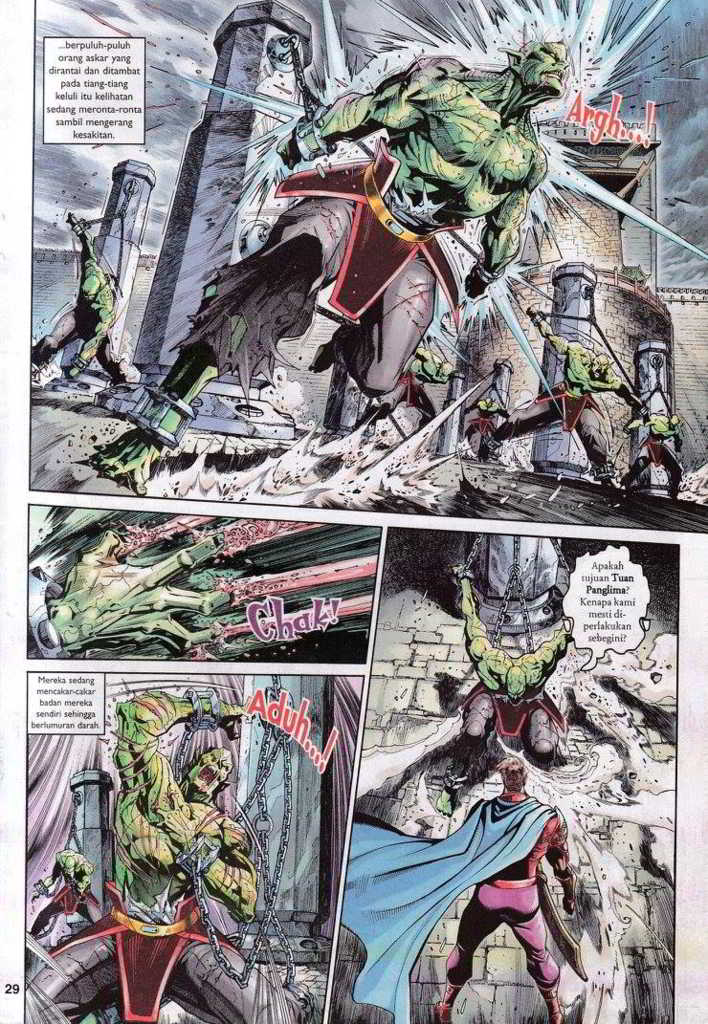 ...berpuluh-puluh
orang askar yang
dirantai dan ditambat
pada tiang-tiang
keluli itu kelihatan
sedang meronta-ronta
sambil mengerang
kesakitan.
Argh....!
Chak!
Apakah
tujuan Tuan
Panglima?
Kenapa kami
mesti di-
perlakukan
sebegini?
Mereka sedang
mencakar-cakar
badan mereka
sendiri sehingga
berlumuran darah.
Aduh....!
29